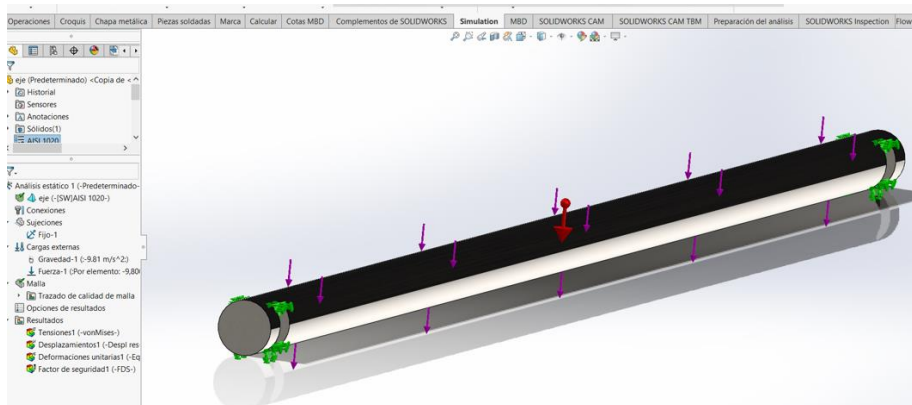 Operaciones Croquis Chapa metálica Piezas soldadas Marca Calcular Cotas MBD Complementos de SOLIDWORKS Simulation MBD SOLIDWORKS CAM SOLIDWORKS CAM TBM Preparación del análisis SOLIDWORKS Inspection Flow
eje (Predeterminado) <Copia de <
Historial
Sensores
Anotaciones
Sólidos(1)
AISI 1020
Análisis estático 1 (-Predeterminado-
eje (-[SW]AISI 1020-)
Conexiones
Sujeciones
Fijo-1
Cargas externas
Gravedad-1 (:-9.81 m/s^2:)
Fuerza-1 (:Por elemento: -9,80
Malla
Trazado de calidad de malla
Opciones de resultados
Resultados
Tensiones1 (-vonMises-)
Desplazamientos1 (-Despl res
Deformaciones unitarias1 (-Eq
Factor de seguridad1 (-FDS-)